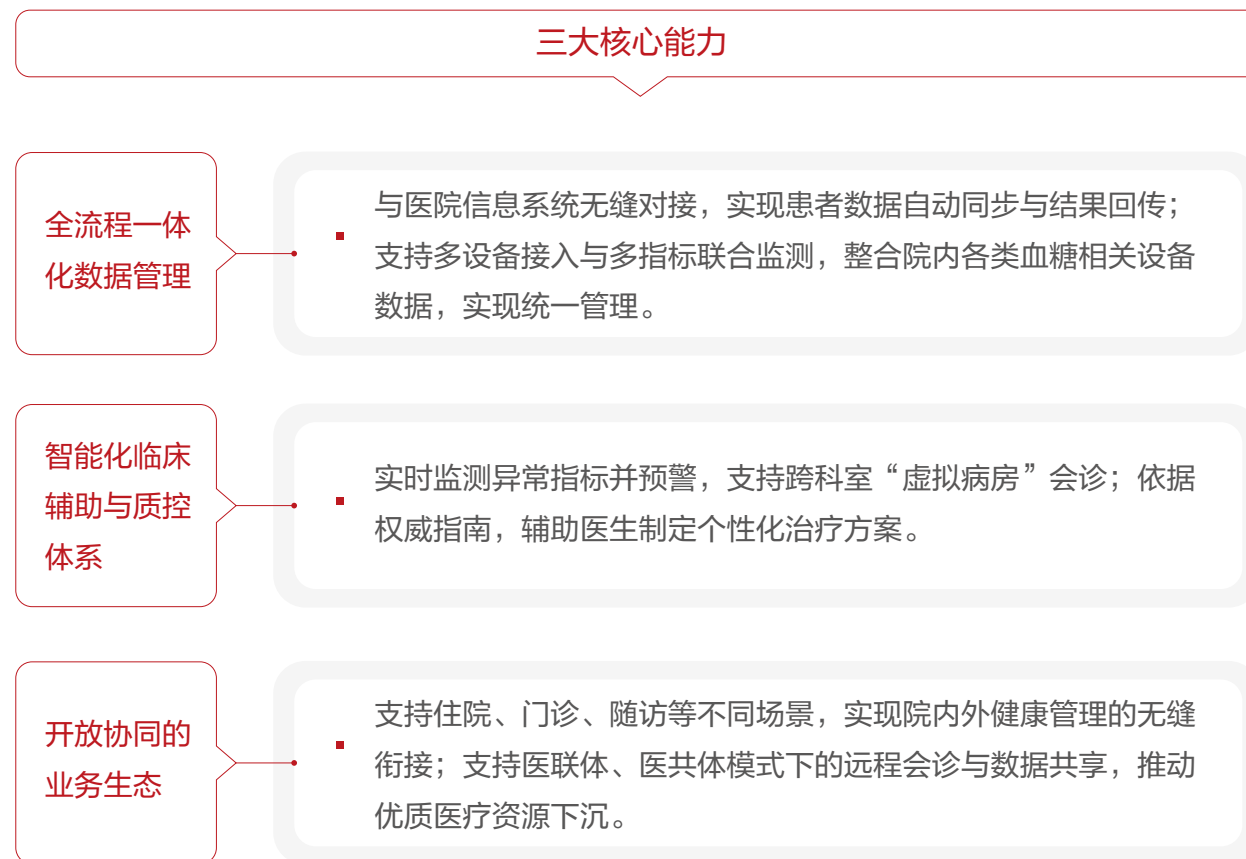 三大核心能力
全流程一体
化数据管理
与医院信息系统无缝对接，实现患者数据自动同步与结果回传；
支持多设备接入与多指标联合监测，整合院内各类血糖相关设备
数据，实现统一管理。
智能化临床
辅助与质控
体系
实时监测异常指标并预警，支持跨科室“虚拟病房”会诊；依据
权威指南，辅助医生制定个性化治疗方案。
开放协同的
业务生态
支持住院、门诊、随访等不同场景，实现院内外健康管理的无缝
衔接；支持医联体、医共体模式下的远程会诊与数据共享，推动
优质医疗资源下沉。